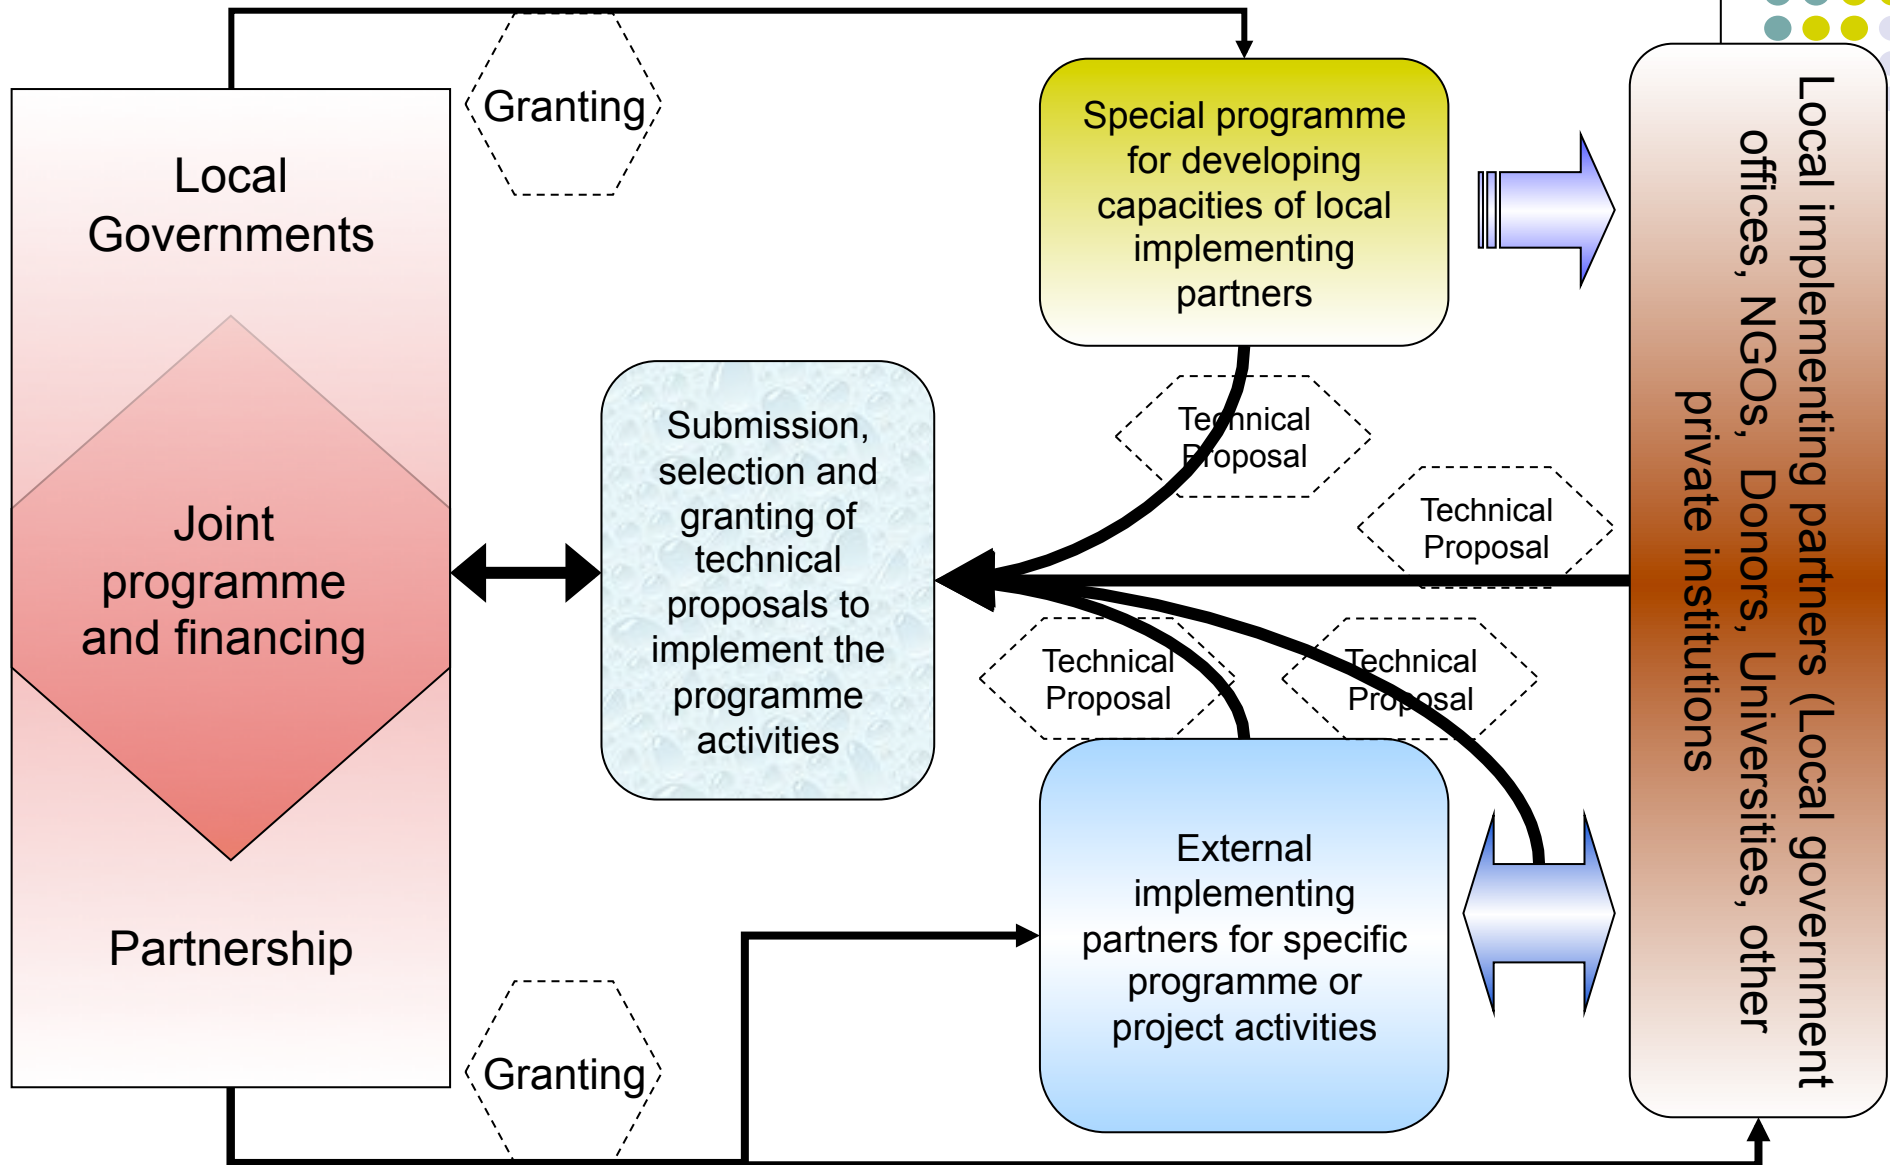 Granting
Local
Governments
Joint
programme
and financing
Partnership
Granting
Submission,
selection and
granting of
technical
proposals to
implement the
programme
activities
Special programme
for developing
capacities of local
implementing
partners
Technical
Proposal
Technical
Proposal
Technical
Proposal
Technical
Proposal
External
implementing
partners for specific
programme or
project activities
Local implementing partners (Local government
offices, NGOs, Donors, Universities, other
private institutions